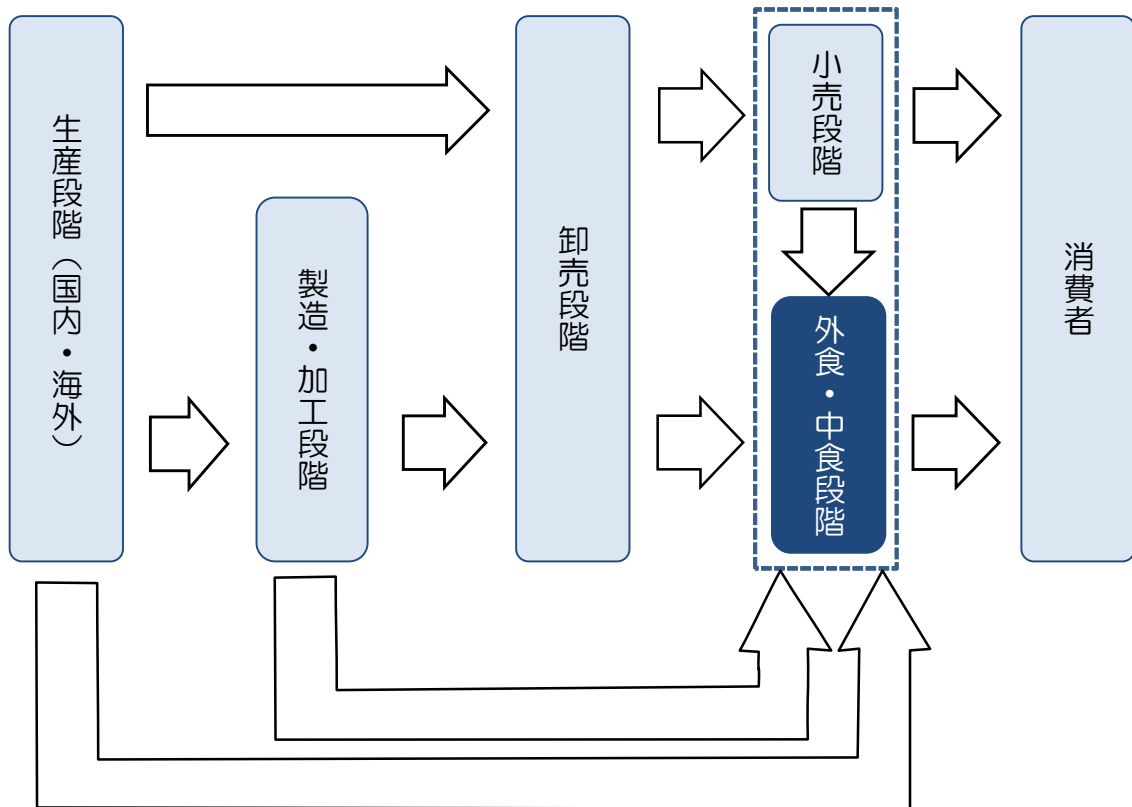 生産段階（国内・海外）
製造・加工段階
卸売段階
小売段階
外食・中食段階
消費者